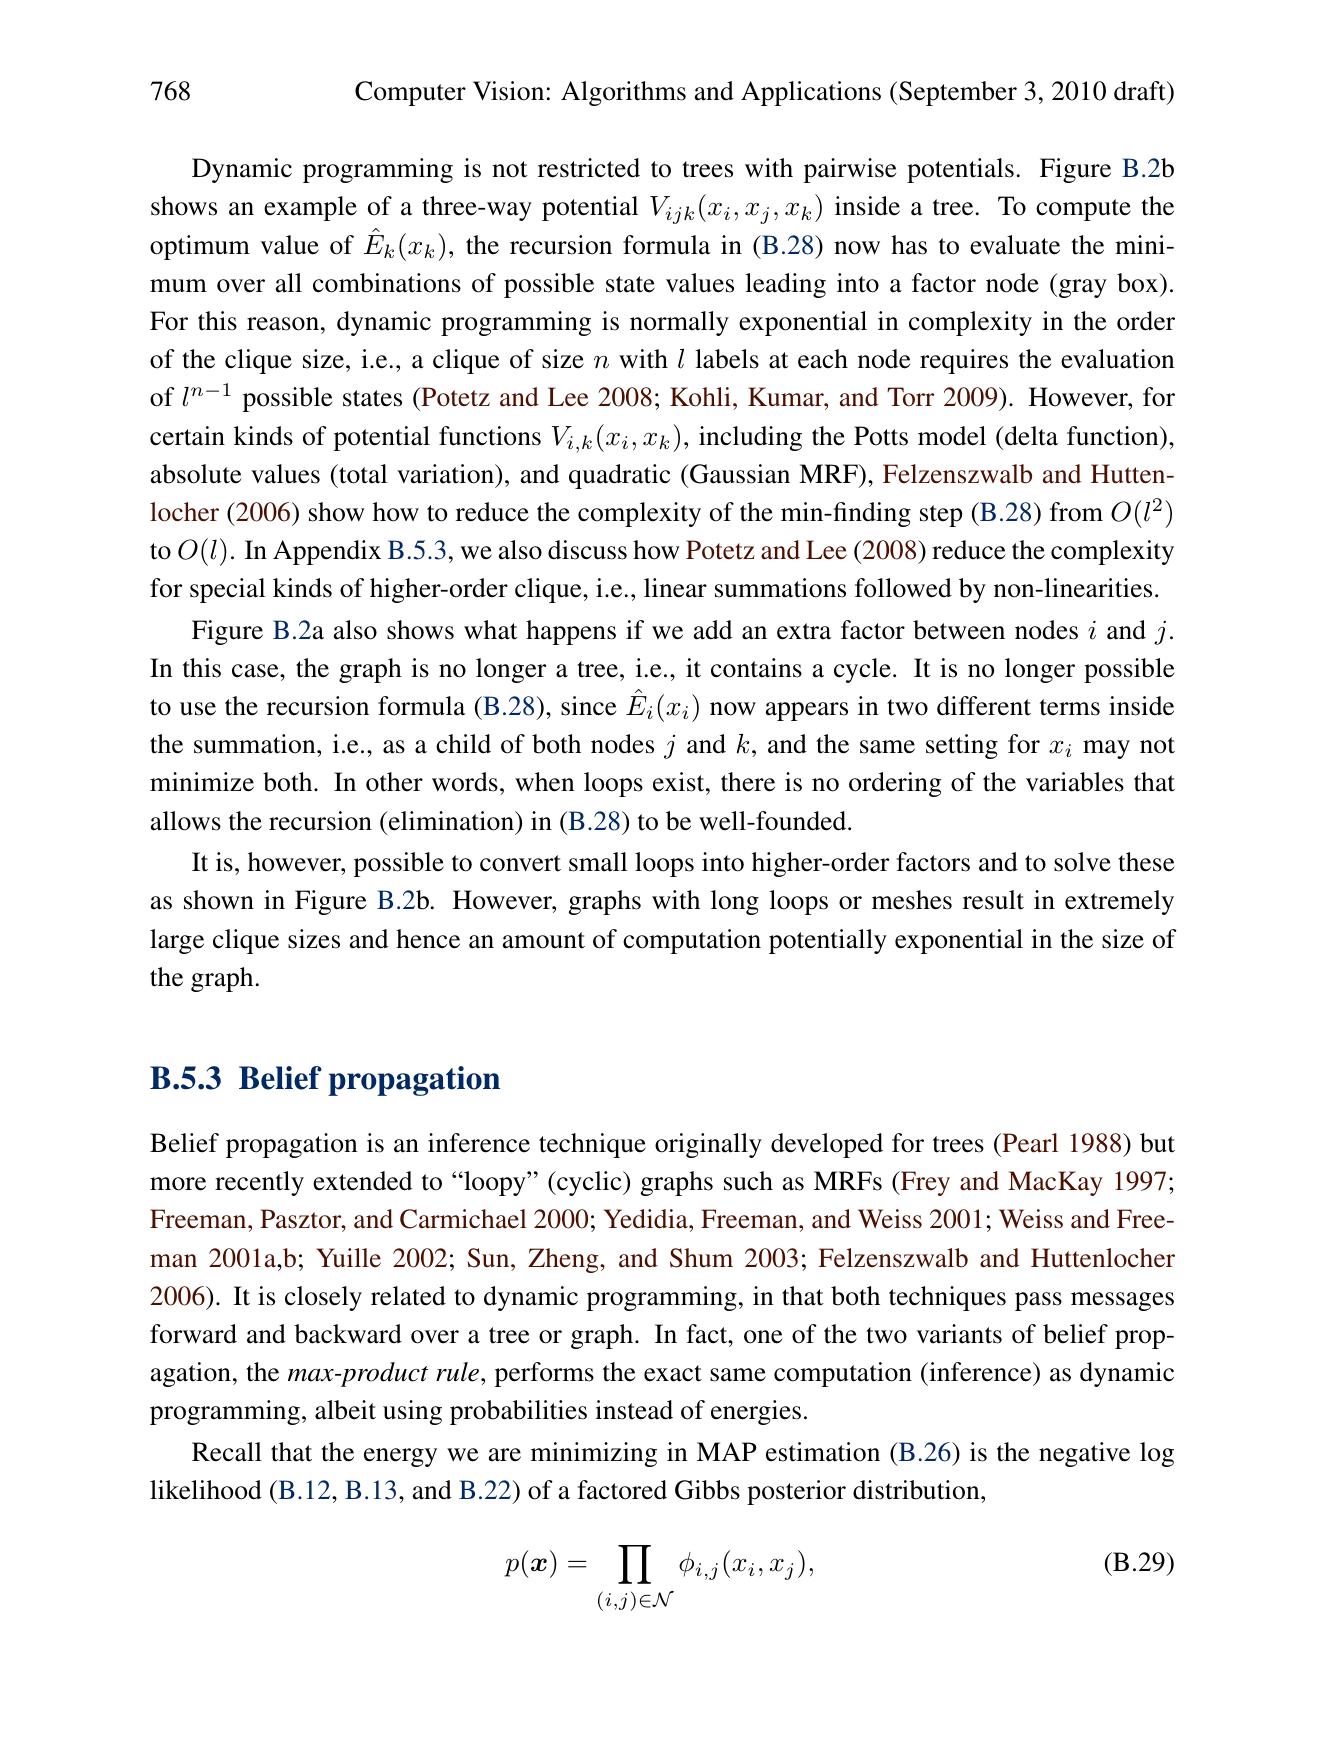 768 Computer Vision: Algorithms and Applications (September 3, 2010 draft)
Dynamic programming is not restricted to trees with pairwise potentials. Figure B.2b
shows an example of a three-way potential V_{ijk}(x_i, x_j, x_k) inside a tree. To compute the
optimum value of Ê_k(x_k), the recursion formula in (B.28) now has to evaluate the mini-
mum over all combinations of possible state values leading into a factor node (gray box).
For this reason, dynamic programming is normally exponential in complexity in the order
of the clique size, i.e., a clique of size n with l labels at each node requires the evaluation
of l^{n−1} possible states (Potetz and Lee 2008; Kohli, Kumar, and Torr 2009). However, for
certain kinds of potential functions V_{i,k}(x_i, x_k), including the Potts model (delta function),
absolute values (total variation), and quadratic (Gaussian MRF), Felzenszwalb and Hutten-
locher (2006) show how to reduce the complexity of the min-finding step (B.28) from O(l^2)
to O(l). In Appendix B.5.3, we also discuss how Potetz and Lee (2008) reduce the complexity
for special kinds of higher-order clique, i.e., linear summations followed by non-linearities.
Figure B.2a also shows what happens if we add an extra factor between nodes i and j.
In this case, the graph is no longer a tree, i.e., it contains a cycle. It is no longer possible
to use the recursion formula (B.28), since Ê_i(x_i) now appears in two different terms inside
the summation, i.e., as a child of both nodes j and k, and the same setting for x_i may not
minimize both. In other words, when loops exist, there is no ordering of the variables that
allows the recursion (elimination) in (B.28) to be well-founded.
It is, however, possible to convert small loops into higher-order factors and to solve these
as shown in Figure B.2b. However, graphs with long loops or meshes result in extremely
large clique sizes and hence an amount of computation potentially exponential in the size of
the graph.
B.5.3 Belief propagation
Belief propagation is an inference technique originally developed for trees (Pearl 1988) but
more recently extended to “loopy” (cyclic) graphs such as MRFs (Frey and MacKay 1997;
Freeman, Pasztor, and Carmichael 2000; Yedidia, Freeman, and Weiss 2001; Weiss and Free-
man 2001a,b; Yuille 2002; Sun, Zheng, and Shum 2003; Felzenszwalb and Huttenlocher
2006). It is closely related to dynamic programming, in that both techniques pass messages
forward and backward over a tree or graph. In fact, one of the two variants of belief prop-
agation, the max-product rule, performs the exact same computation (inference) as dynamic
programming, albeit using probabilities instead of energies.
Recall that the energy we are minimizing in MAP estimation (B.26) is the negative log
likelihood (B.12, B.13, and B.22) of a factored Gibbs posterior distribution,
p(x) = ∏_{(i,j)∈N} φ_{i,j}(x_i, x_j), (B.29)